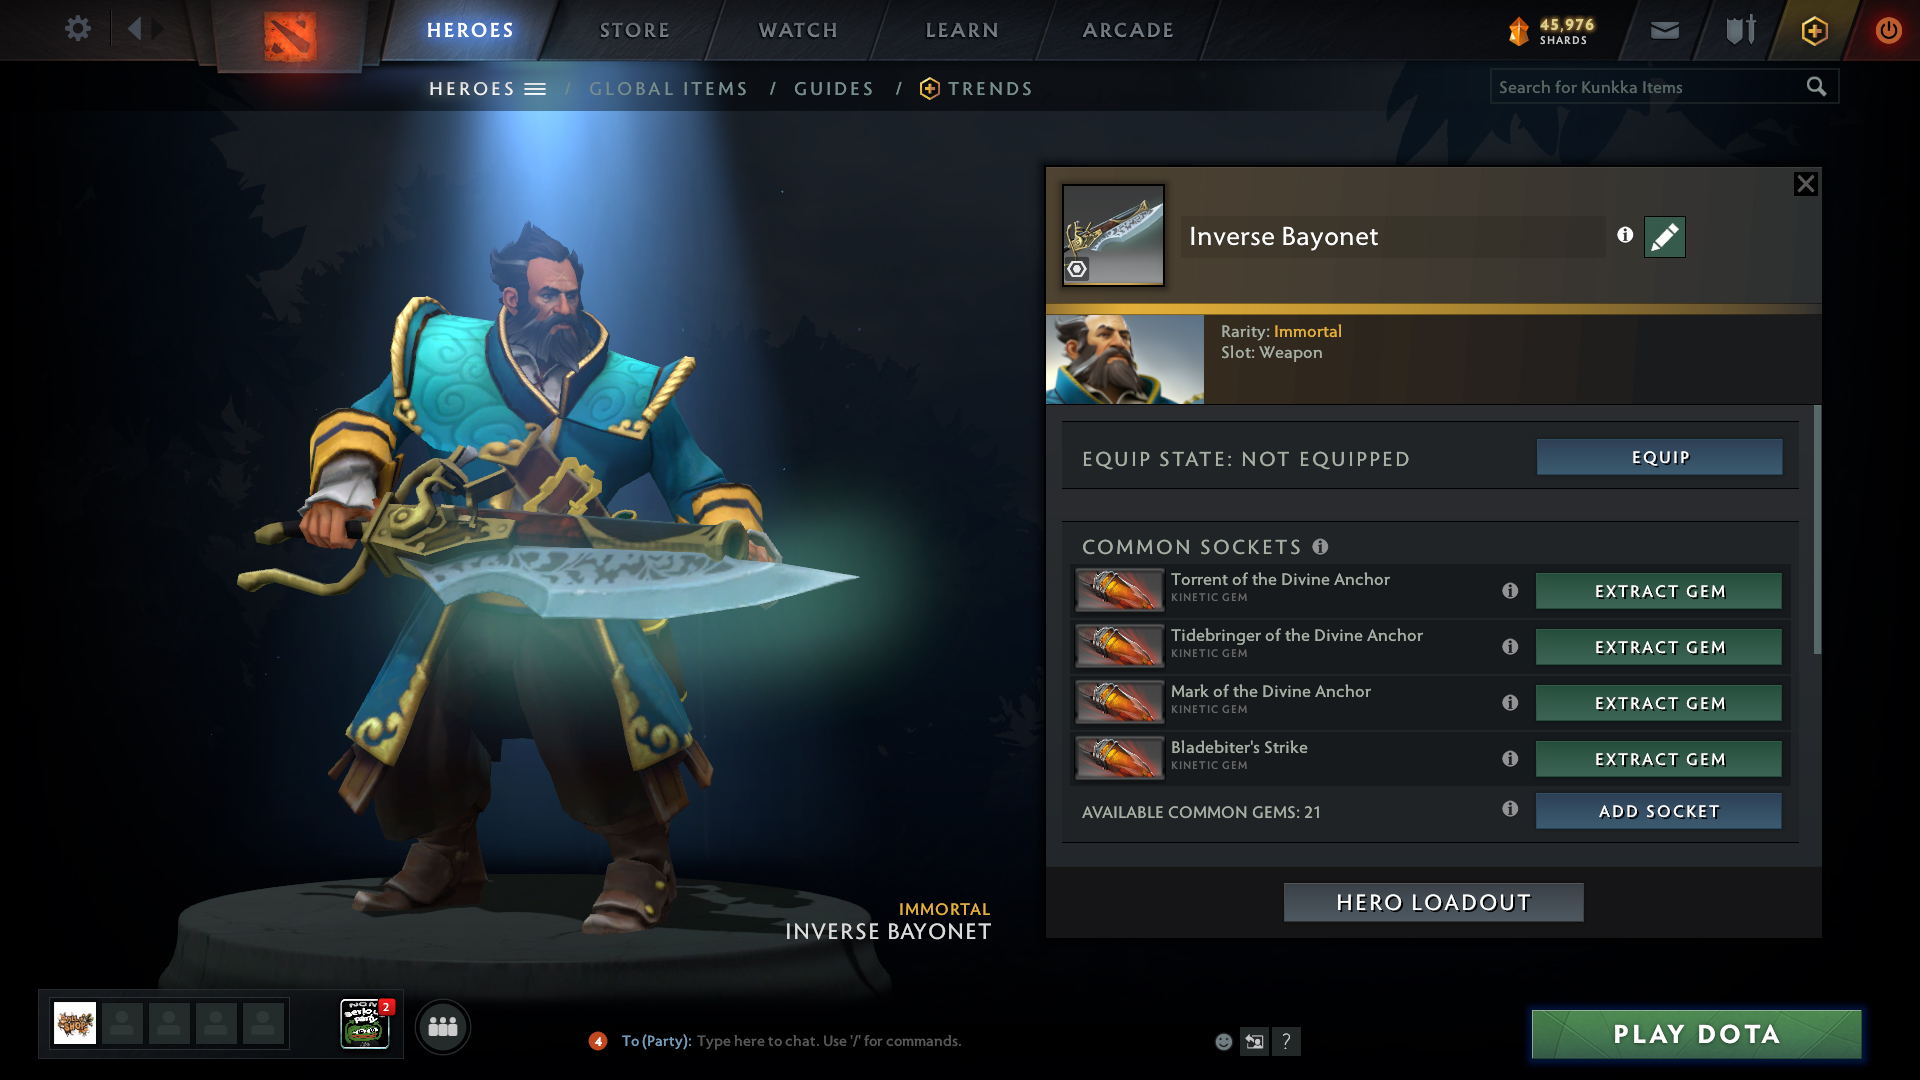 HEROES
STORE
WATCH
LEARN
ARCADE
45,976
SHARDS
HEROES / GLOBAL ITEMS / GUIDES / TRENDS
Search for Kunkka Items
Inverse Bayonet
Rarity: Immortal
Slot: Weapon
EQUIP STATE: NOT EQUIPPED
EQUIP
COMMON SOCKETS
Torrent of the Divine Anchor
KINETIC GEM
EXTRACT GEM
Tidebringer of the Divine Anchor
KINETIC GEM
EXTRACT GEM
Mark of the Divine Anchor
KINETIC GEM
EXTRACT GEM
Bladebiter's Strike
KINETIC GEM
EXTRACT GEM
AVAILABLE COMMON GEMS: 21
ADD SOCKET
HERO LOADOUT
IMMORTAL
INVERSE BAYONET
2
4
To (Party): Type here to chat. Use '/' for commands.
?
PLAY DOTA